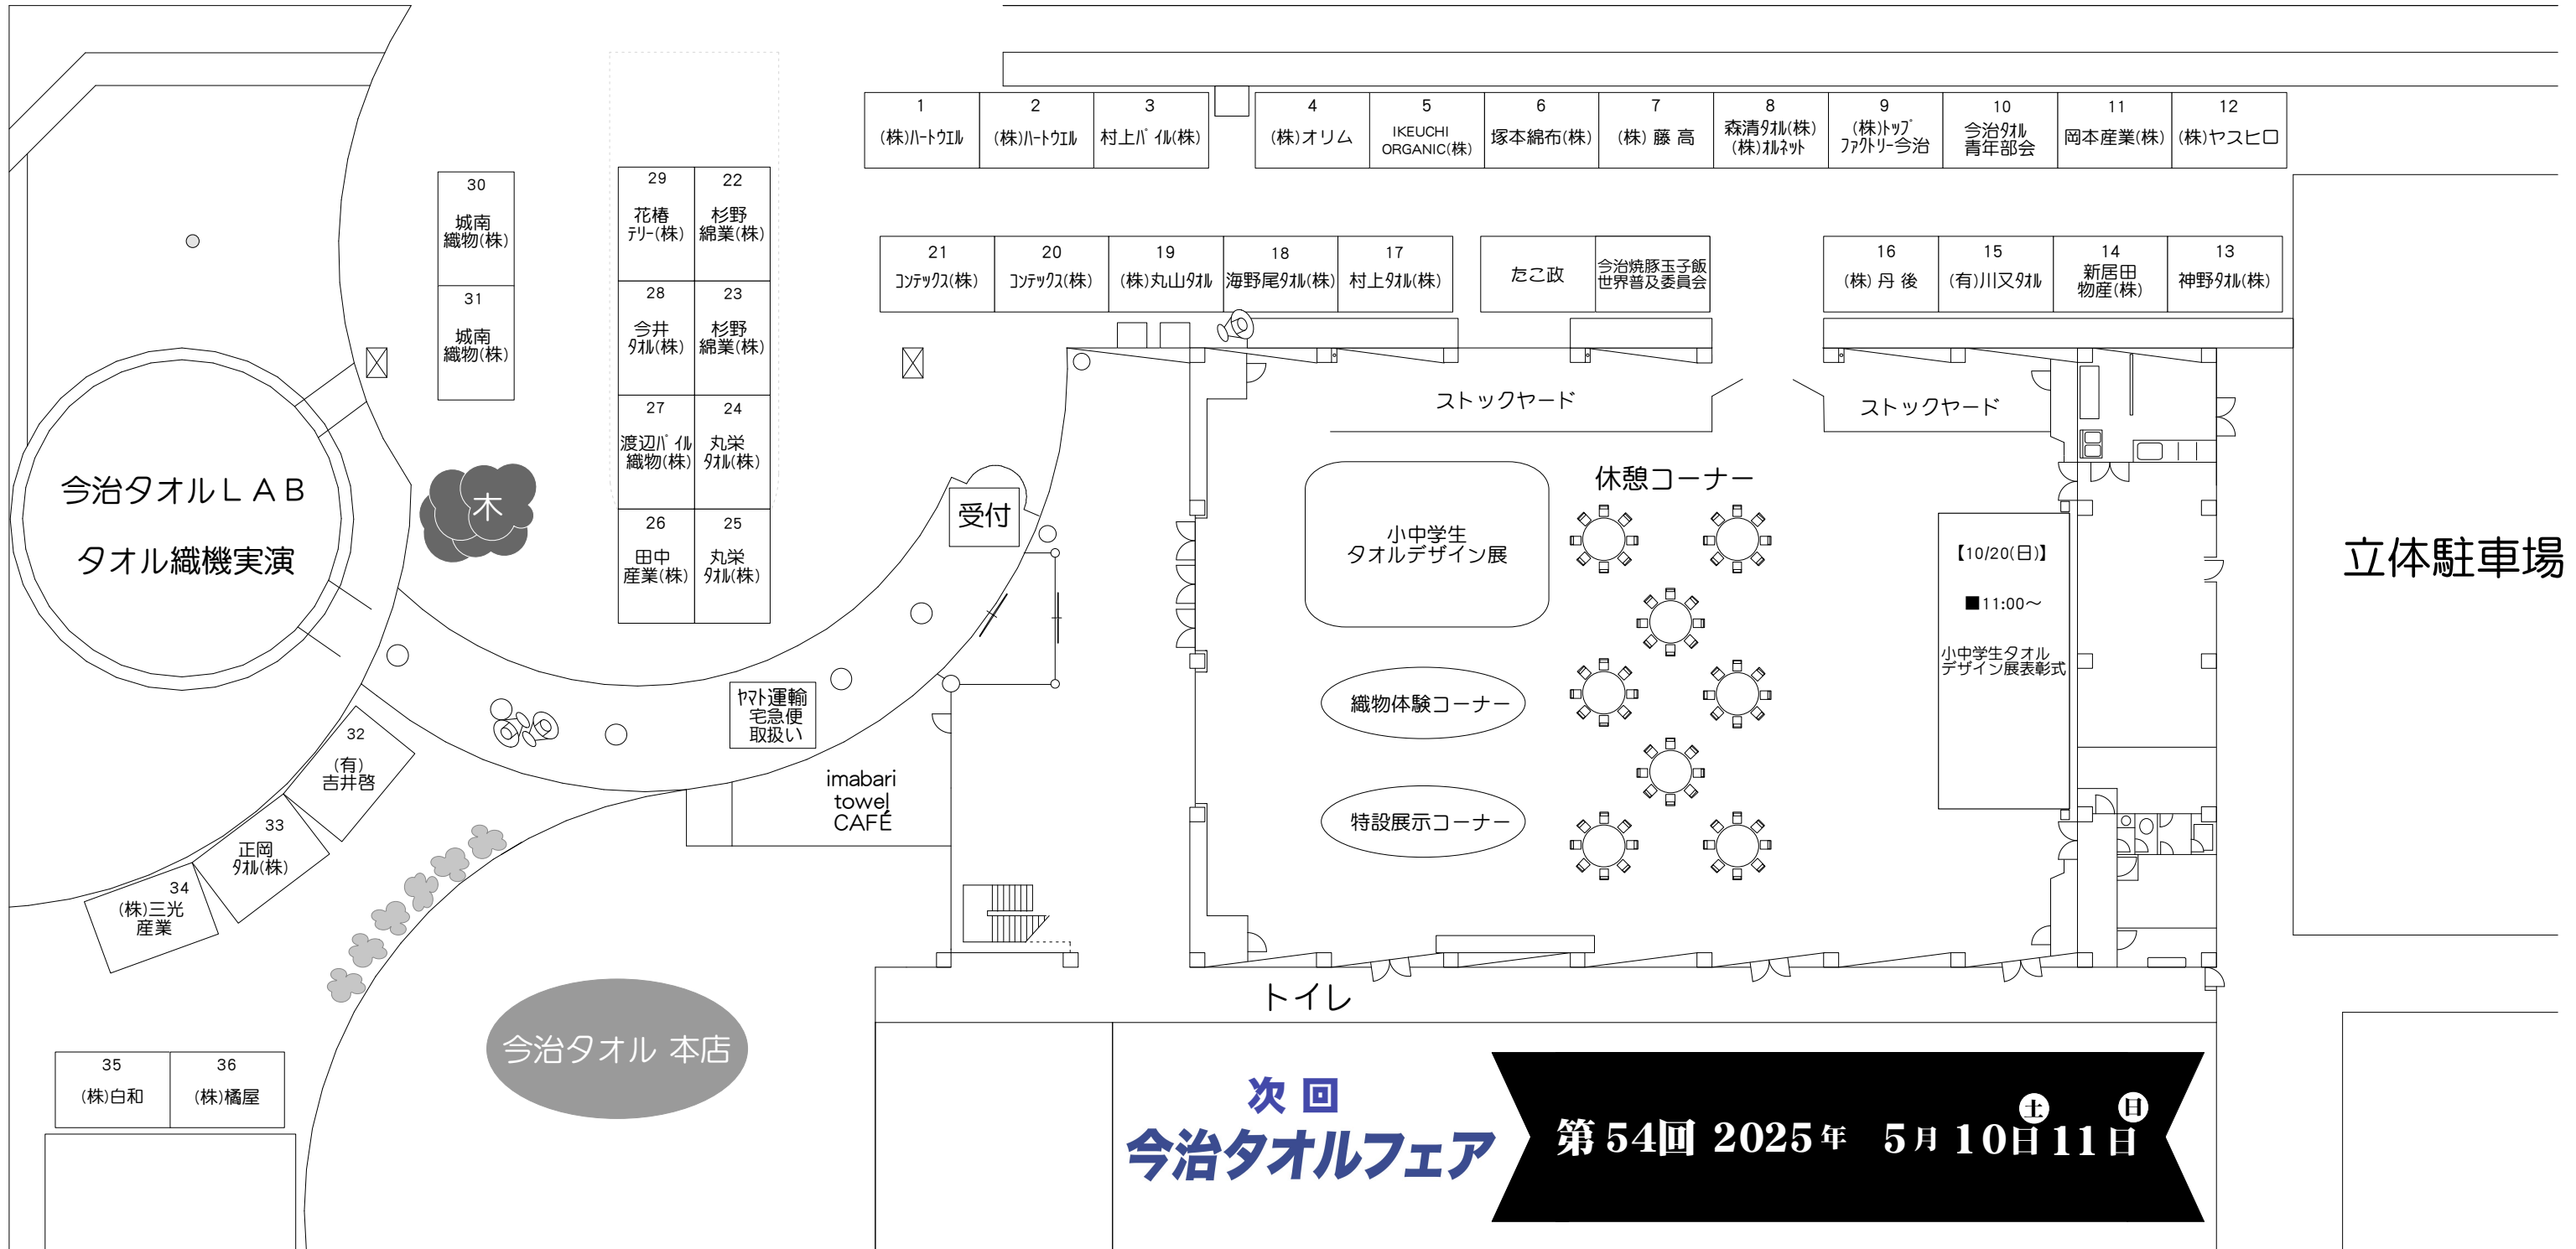 1
(株)ﾊｰﾄｳｴﾙ
2
(株)ﾊｰﾄｳｴﾙ
3
村上ﾊﾟｲﾙ(株)
4
(株)オリム
5
IKEUCHI
ORGANIC(株)
6
塚本綿布(株)
7
(株) 藤 高
8
森清ﾀｵﾙ(株)
(株)ｵﾙﾈｯﾄ
9
(株)ﾄｯﾌﾟ
ﾌｧｸﾄﾘｰ今治
10
今治ﾀｵﾙ
青年部会
11
岡本産業(株)
12
(株)ヤスヒロ
30
城南
織物(株)
31
城南
織物(株)
29
花椿
ﾃﾘｰ(株)
22
杉野
綿業(株)
28
今井
ﾀｵﾙ(株)
23
杉野
綿業(株)
27
渡辺ﾊﾟｲﾙ
織物(株)
24
丸栄
ﾀｵﾙ(株)
26
田中
産業(株)
25
丸栄
ﾀｵﾙ(株)
21
ｺﾝﾃｯｸｽ(株)
20
ｺﾝﾃｯｸｽ(株)
19
(株)丸山ﾀｵﾙ
18
海野尾ﾀｵﾙ(株)
17
村上ﾀｵﾙ(株)
たこ政
今治焼豚玉子飯
世界普及委員会
16
(株) 丹 後
15
(有)川又ﾀｵﾙ
14
新居田
物産(株)
13
神野ﾀｵﾙ(株)
ストックヤード
ストックヤード
今治タオルＬＡＢ
タオル織機実演
木
受付
小中学生
タオルデザイン展
休憩コーナー
【10/20(日)】
■11:00～
小中学生タオル
デザイン展表彰式
立体駐車場
織物体験コーナー
特設展示コーナー
ﾔﾏﾄ運輸
宅急便
取扱い
imabari
towel
CAFÉ
32
(有)
吉井啓
33
正岡
ﾀｵﾙ(株)
34
(株)三光
産業
トイレ
今治タオル 本店
35
(株)白和
36
(株)橘屋
次回
今治タオルフェア
第54回 2025年 5月10日土11日日